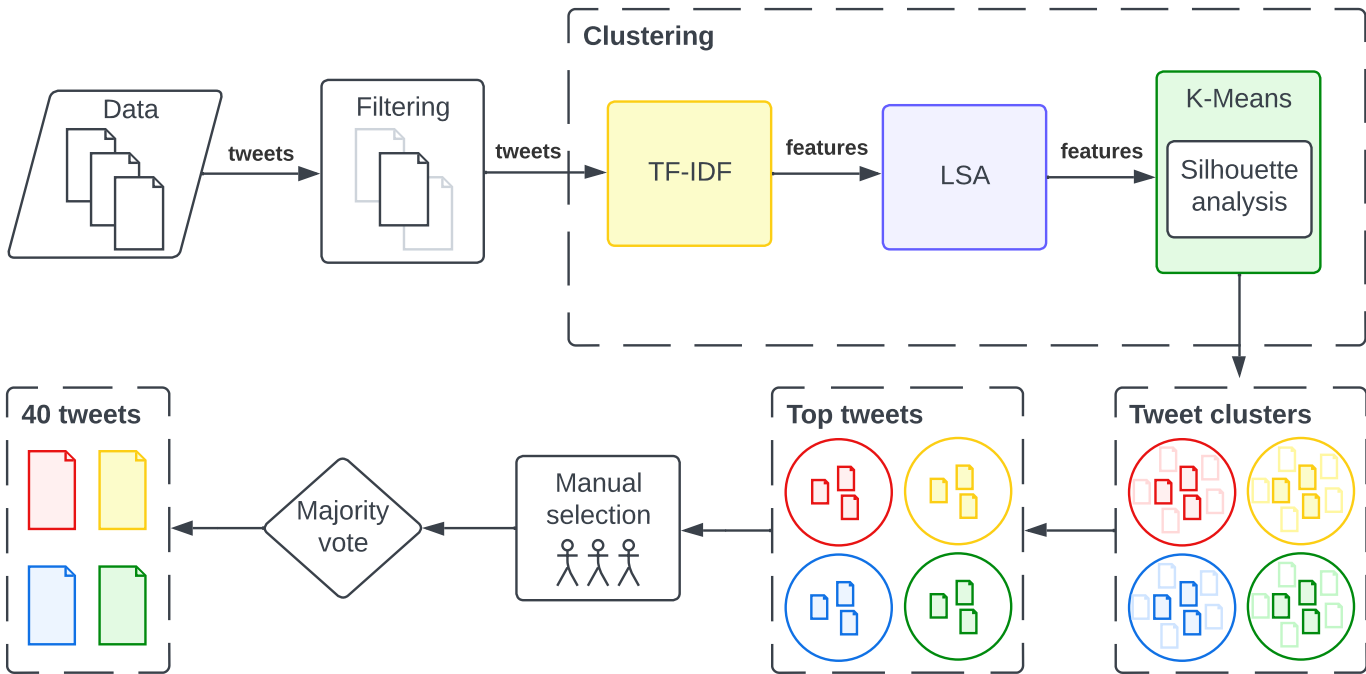 Clustering
Data
tweets
Filtering
tweets
TF-IDF
features
LSA
features
K-Means
Silhouette
analysis
40 tweets
Majority
vote
Manual
selection
Top tweets
Tweet clusters